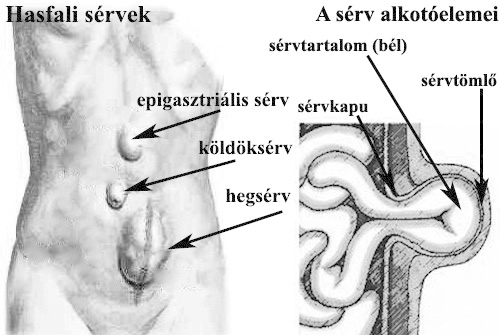 Hasfali sérvek
epigasztriális sérv
köldöksérv
hegsérv
A sérv alkotóelemei
sérvtartalom (bél)
sérvtömlő
sérvkapu